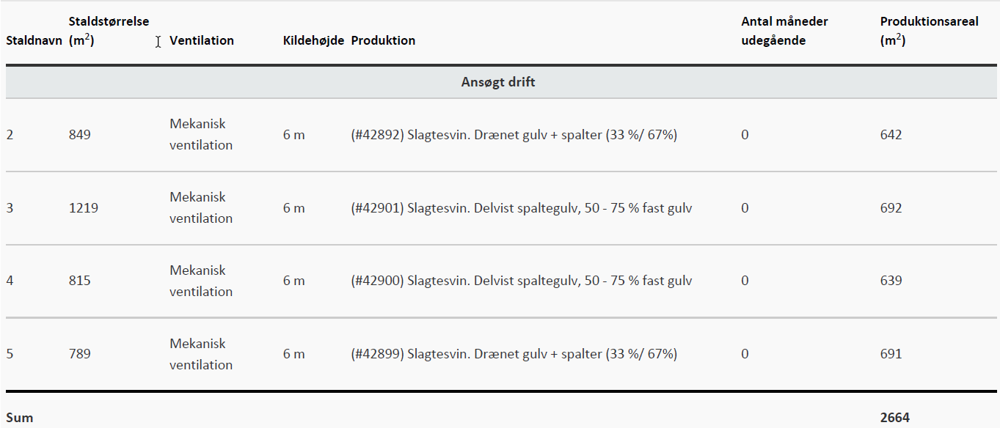 Staldnavn Staldstørrelse (m²) Ventilation Kildehøjde Produktion Antal måneder udegående Produktionsareal (m²)
Ansøgt drift
2 849 Mekanisk ventilation 6 m (#42892) Slagtesvin. Drænet gulv + spalter (33 %/ 67%) 0 642
3 1219 Mekanisk ventilation 6 m (#42901) Slagtesvin. Delvist spaltegulv, 50 - 75 % fast gulv 0 692
4 815 Mekanisk ventilation 6 m (#42900) Slagtesvin. Delvist spaltegulv, 50 - 75 % fast gulv 0 639
5 789 Mekanisk ventilation 6 m (#42899) Slagtesvin. Drænet gulv + spalter (33 %/ 67%) 0 691
Sum 2664